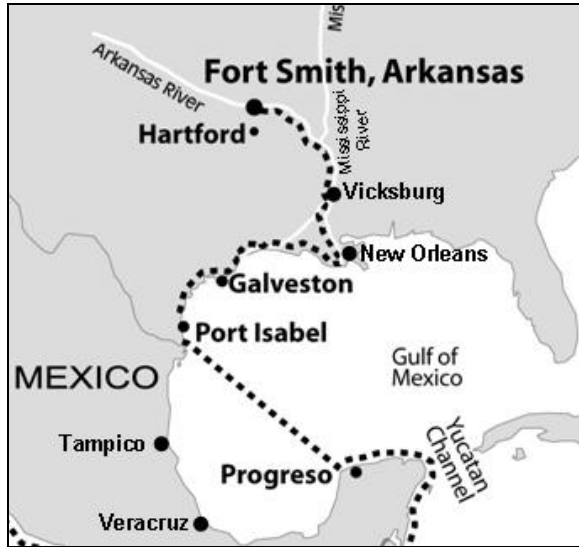 Mis
Arkansas River
Fort Smith, Arkansas
Hartford
Mississippi
River
Vicksburg
New Orleans
Galveston
Port Isabel
Gulf of
Mexico
MEXICO
Yucatan
Channel
Tampico
Progreso
Veracruz